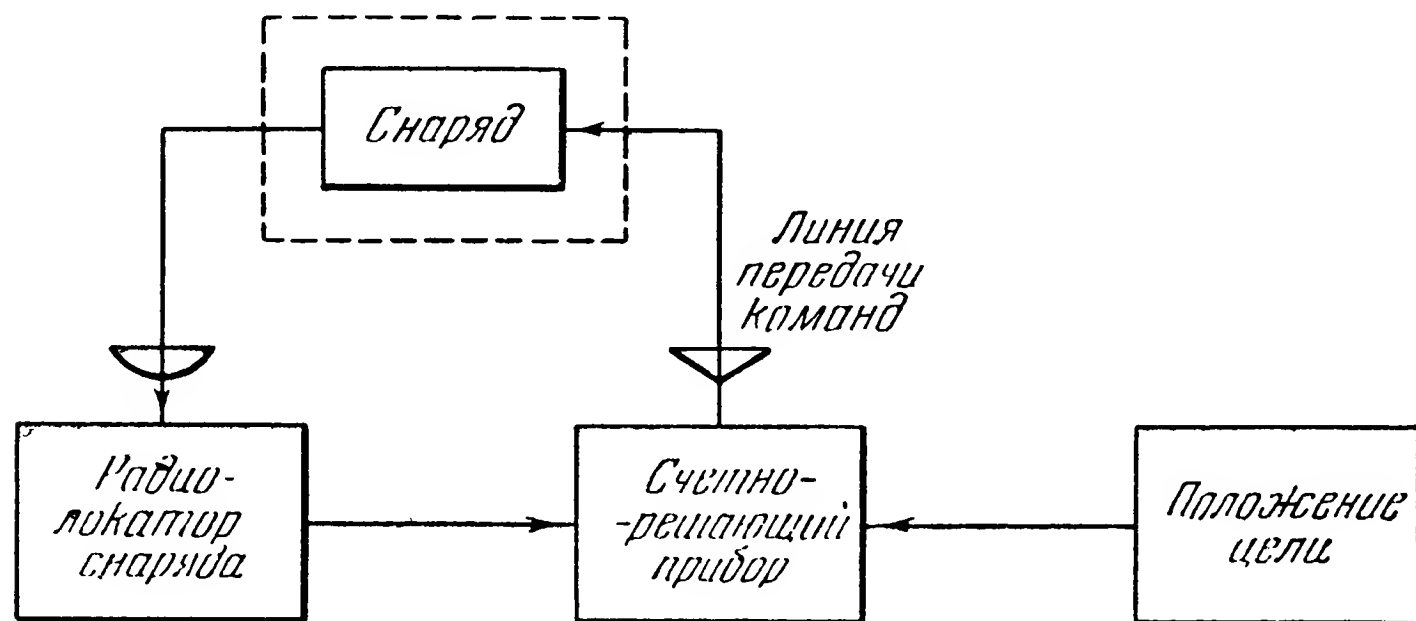 Снаряд
Линия
передачи
команд
Радио-
локатор
снаряда
Счетно-
-решающий
прибор
Положение
цели